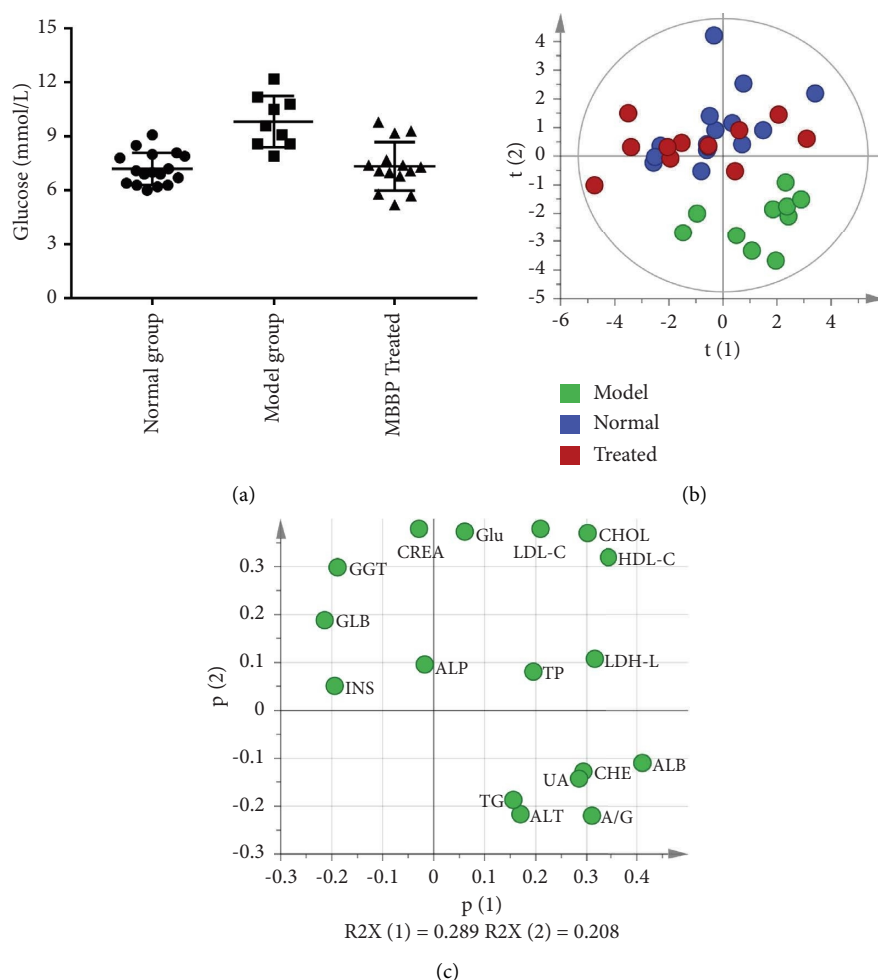 15
12
9
6
3
0
Glucose (mmol/L)
Normal group
Model group
MBBP Treated
(a)
4
3
2
1
0
-1
-2
-3
-4
-5
t (2)
-6 -4 -2 0 2 4
t (1)
Model
Normal
Treated
(b)
0.3
0.2
0.1
0
-0.1
-0.2
-0.3
p (2)
CREA
Glu
LDL-C
CHOL
HDL-C
GGT
GLB
INS
ALP
TP
LDH-L
ALB
CHE
UA
TG
ALT
A/G
-0.3 -0.2 -0.1 0 0.1 0.2 0.3 0.4
p (1)
R2X (1) = 0.289 R2X (2) = 0.208
(c)